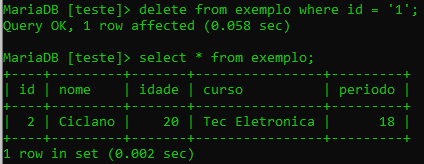 MariaDB [teste]> delete from exemplo where id = '1';
Query OK, 1 row affected (0.058 sec)
MariaDB [teste]> select * from exemplo;
+----+---------+-------+----------------+---------+
| id | nome    | idade | curso          | periodo |
+----+---------+-------+----------------+---------+
|  2 | Ciclano |    20 | Tec Eletronica |      18 |
+----+---------+-------+----------------+---------+
1 row in set (0.002 sec)